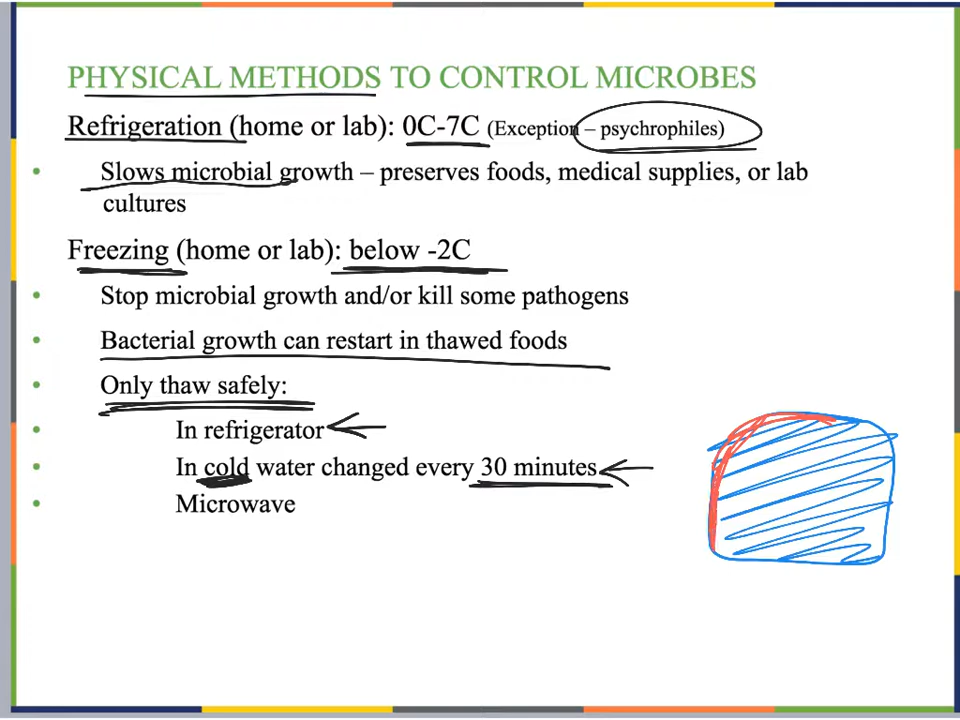 PHYSICAL METHODS TO CONTROL MICROBES
Refrigeration (home or lab): 0C-7C (Exception – psychrophiles)
• Slows microbial growth – preserves foods, medical supplies, or lab
cultures
Freezing (home or lab): below -2C
• Stop microbial growth and/or kill some pathogens
• Bacterial growth can restart in thawed foods
• Only thaw safely:
• In refrigerator
• In cold water changed every 30 minutes
• Microwave